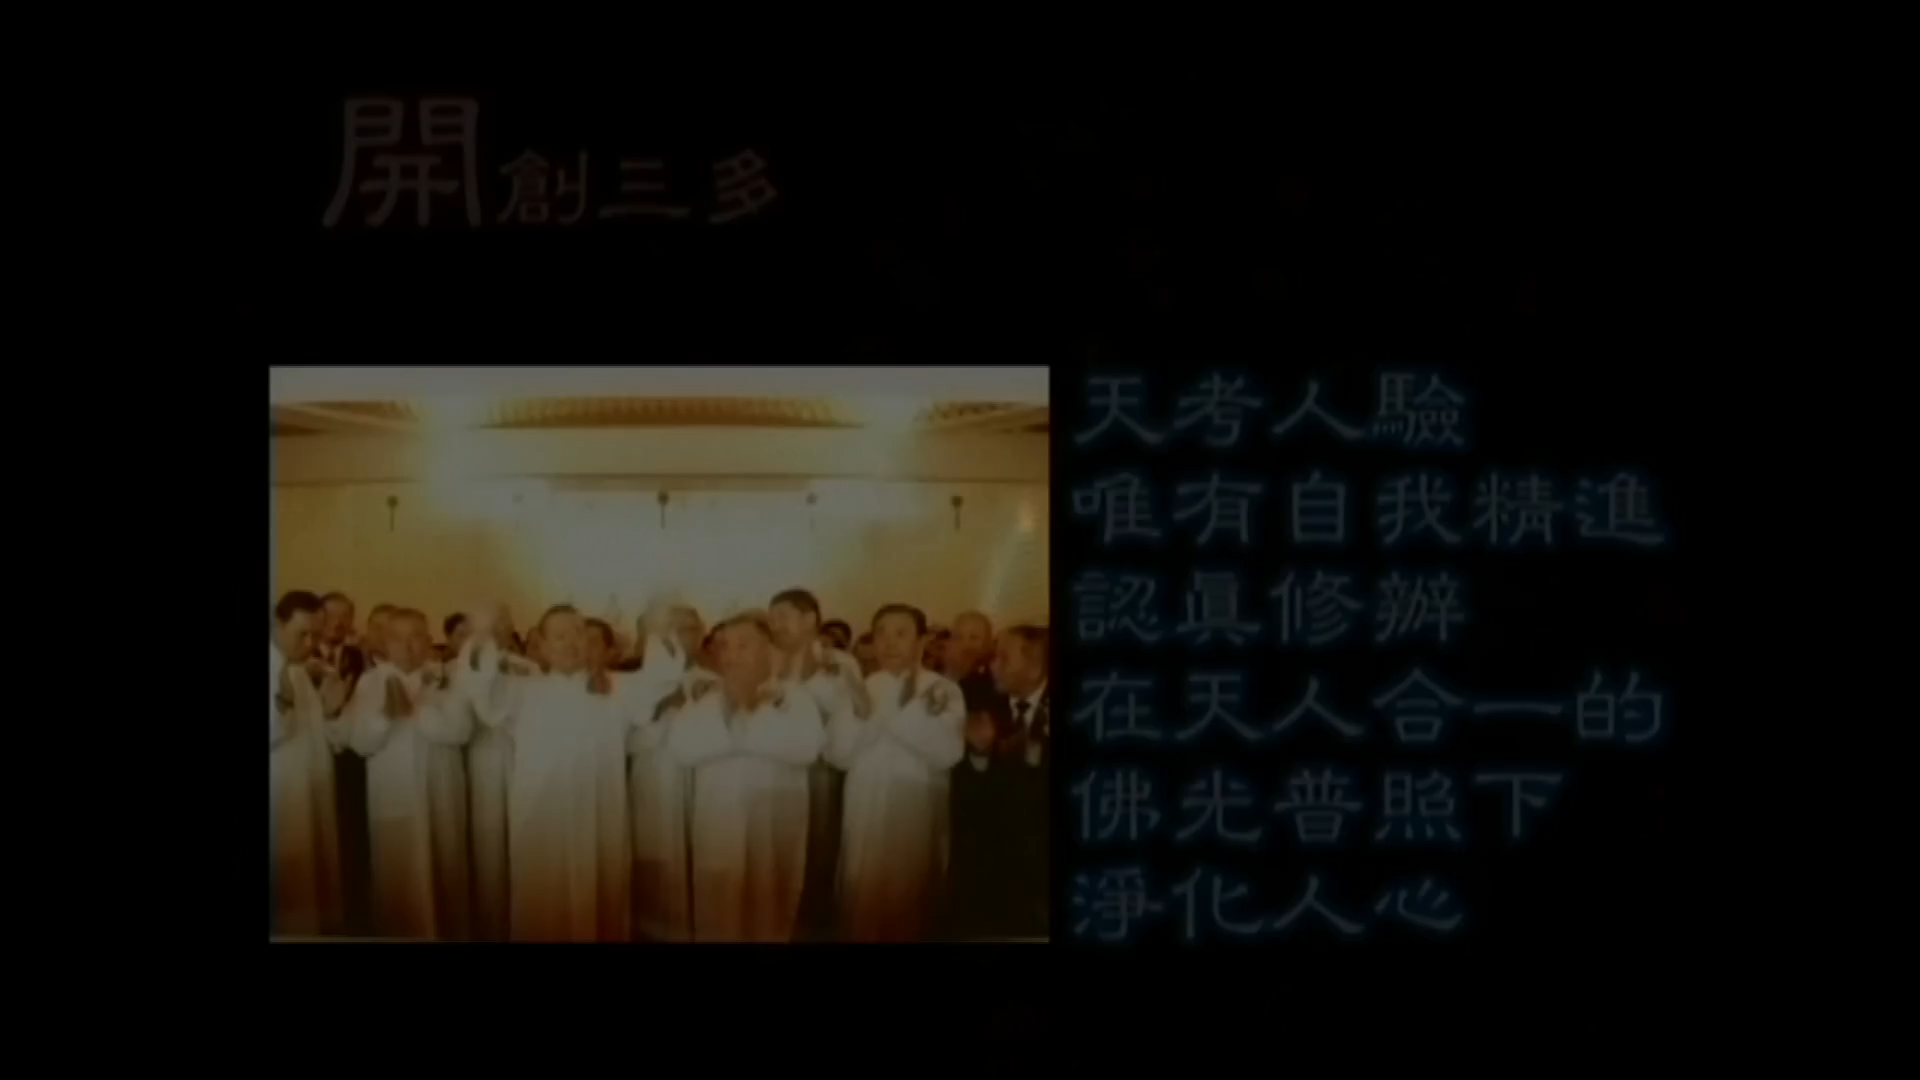 開創三多
天考人驗
唯有自我精進
認真修辦
在天人合一的
佛光普照下
淨化人心